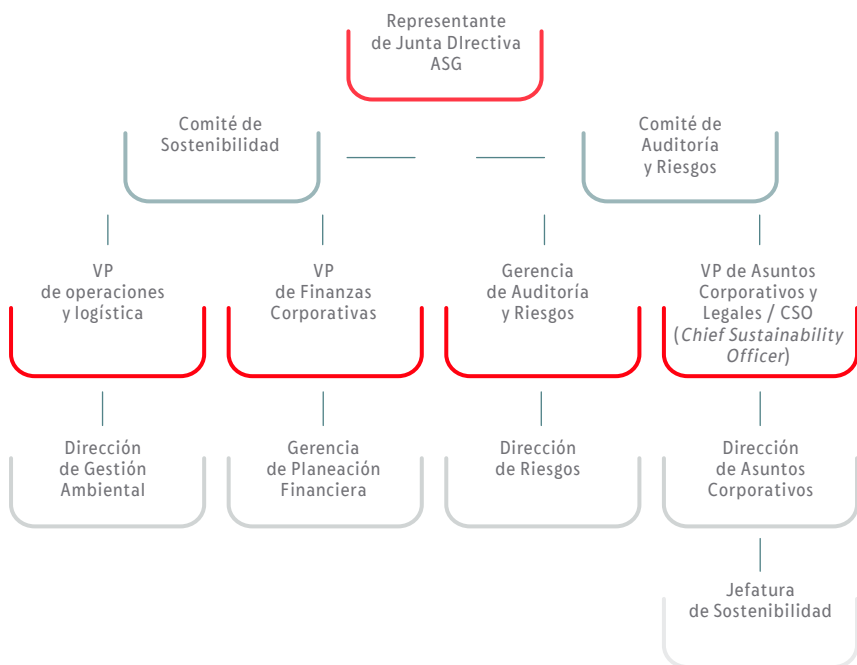 Representante
de Junta DIrectiva
ASG
Comité de
Sostenibilidad
Comité de
Auditoría
y Riesgos
VP
de operaciones
y logística
VP
de Finanzas
Corporativas
Gerencia
de Auditoría
y Riesgos
VP de Asuntos
Corporativos y
Legales / CSO
(Chief Sustainability
Officer)
Dirección
de Gestión
Ambiental
Gerencia
de Planeación
Financiera
Dirección
de Riesgos
Dirección
de Asuntos
Corporativos
Jefatura
de Sostenibilidad